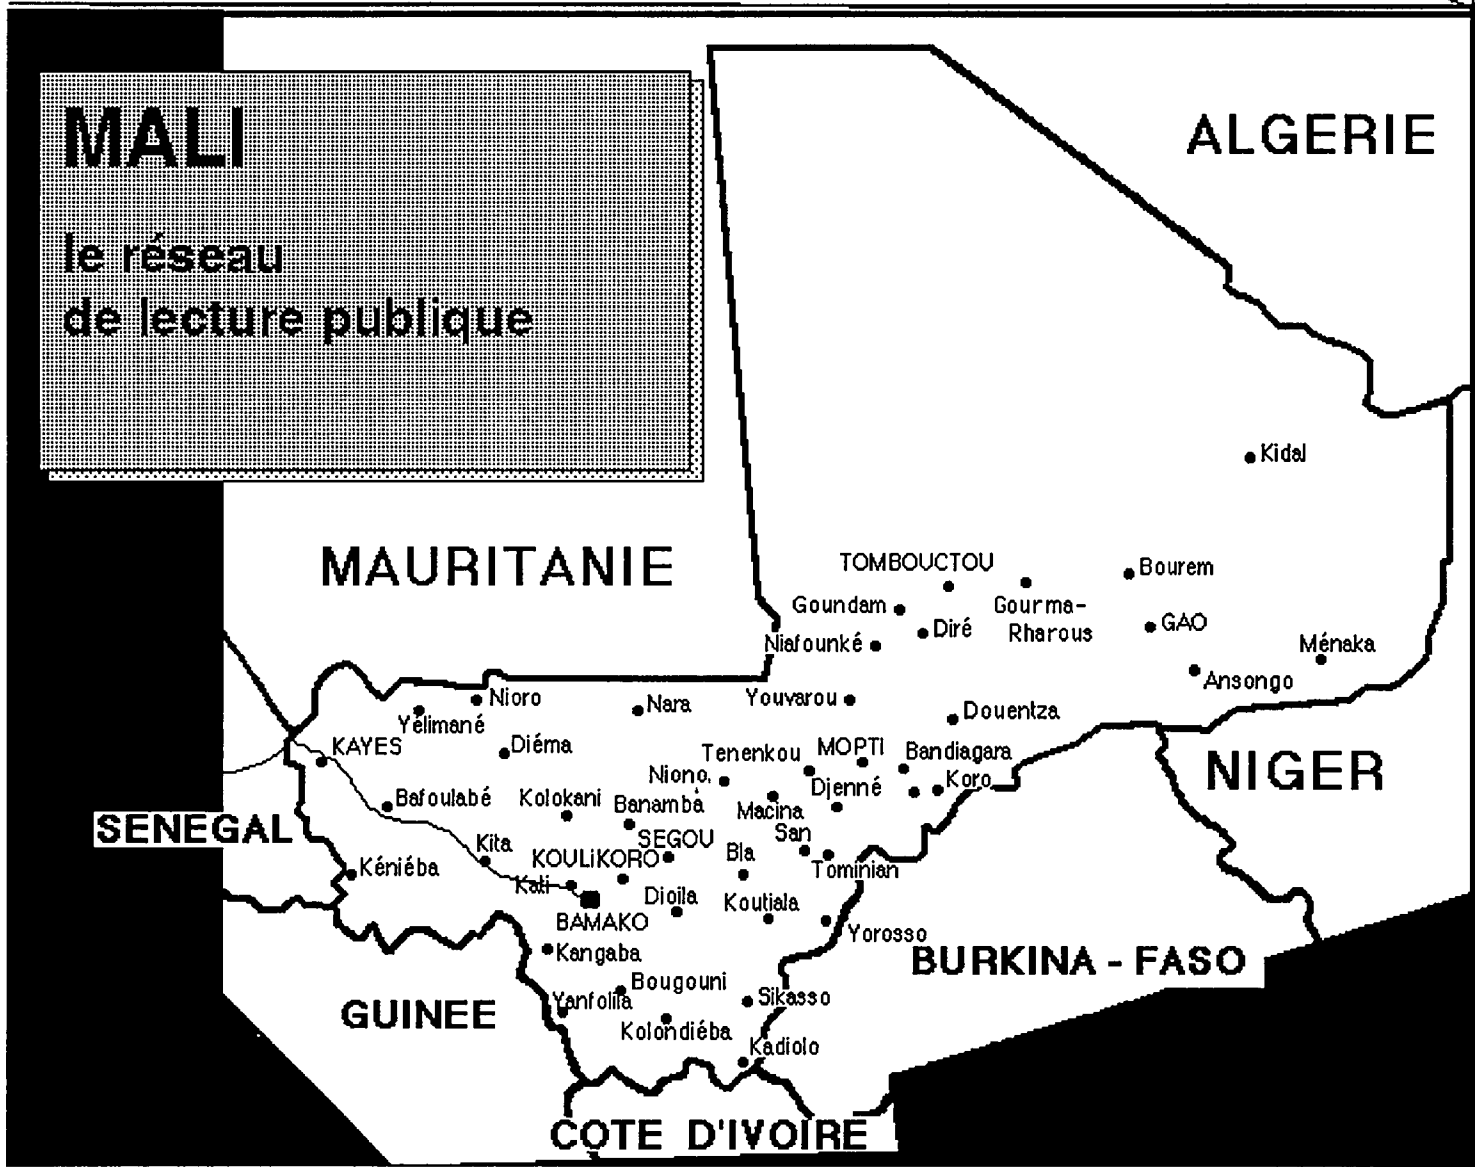 MALI
le réseau
de lecture publique
ALGERIE
Kidal
MAURITANIE
TOMBOUCTOU
Bourem
Goundam
Gourma-
Rharous
Diré
GAO
Niafounké
Ménaka
Ansongo
Nioro
Nara
Youvarou
Douentza
Yélimané
KAYES
Diéma
Tenenkou
MOPTI
Bandiagara
NIGER
Niono
Djenné
Koro
Bafoulabé
Kolokani
Banamba
Macina
SENEGAL
San
SEGOU
Kita
KOULIKORO
Bla
Tominian
Kéniéba
Kati
Dioila
Koutiala
BAMAKO
Yorosso
Kangaba
BURKINA - FASO
Bougouni
Yanfolila
Sikasso
GUINEE
Kolondiéba
Kadiolo
COTE D'IVOIRE